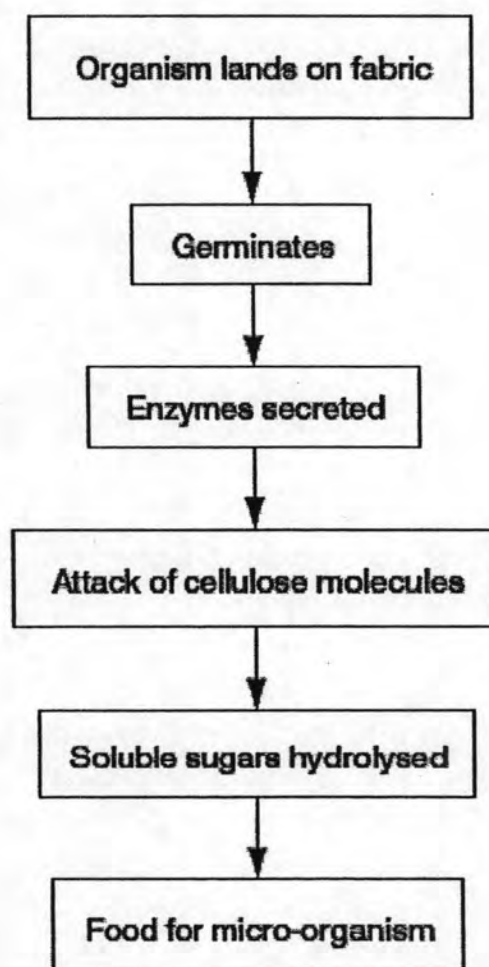 Organism lands on fabric
Germinates
Enzymes secreted
Attack of cellulose molecules
Soluble sugars hydrolysed
Food for micro-organism